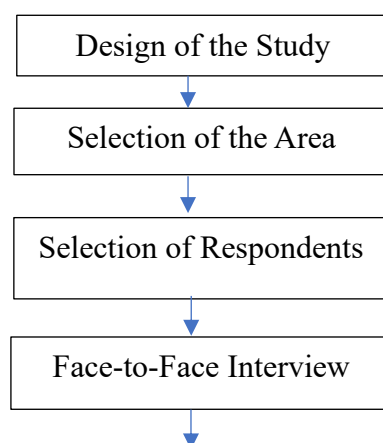 Design of the Study
Selection of the Area
Selection of Respondents
Face-to-Face Interview